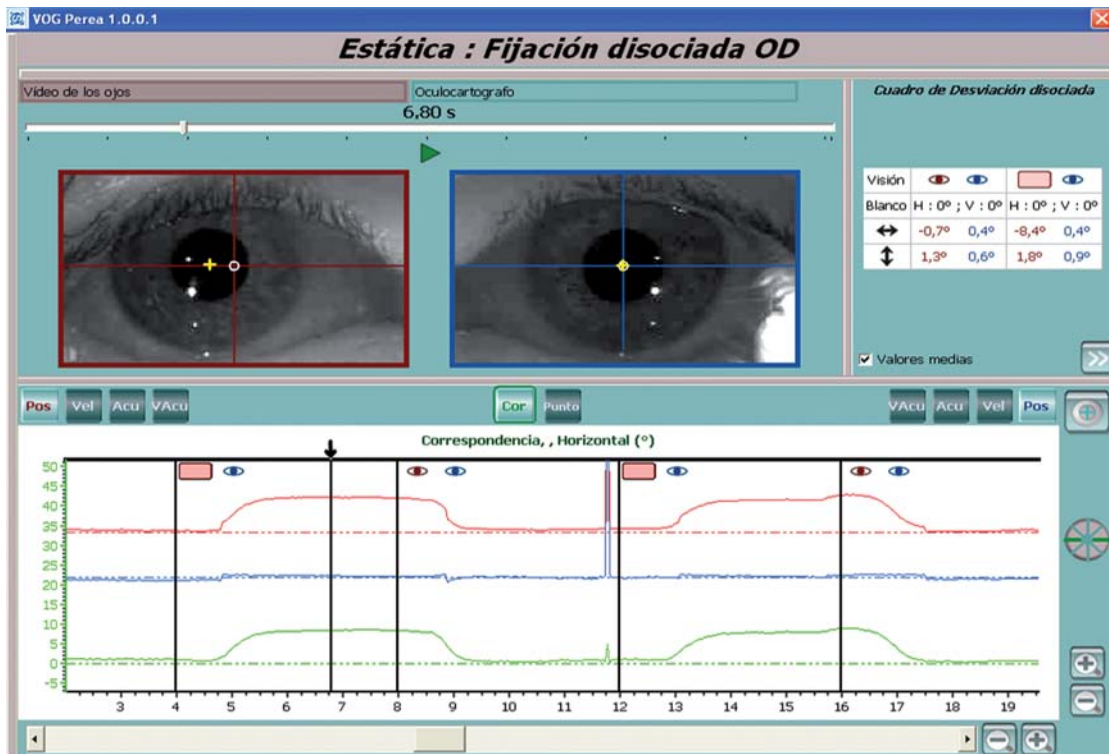 VOG Perea 1.0.0.1
Estática : Fijación disociada OD
Vídeo de los ojos
Oculocartografo
6,80 s
Cuadro de Desviación disociada
Visión
Blanco H : 0º ; V : 0º H : 0º ; V : 0º
-0,7º 0,4º -8,4º 0,4º
1,3º 0,6º 1,8º 0,9º
Valores medias
Pos Vel Acu VAcu Cor Punto VAcu Acu Vel Pos
Correspondencia, , Horizontal (°)
50
45
40
35
30
25
20
15
10
5
0
-5
3 4 5 6 7 8 9 10 11 12 13 14 15 16 17 18 19